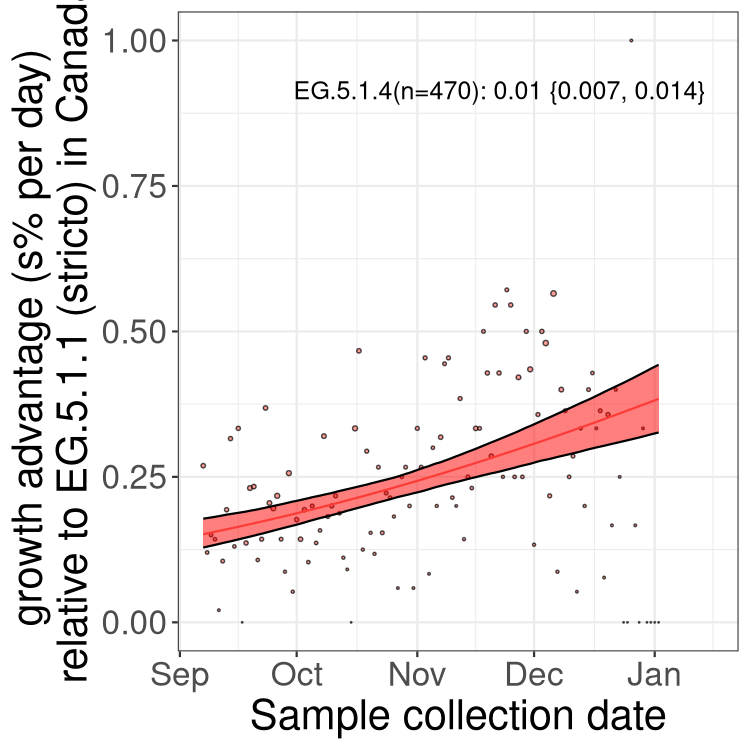 growth advantage (s% per day)
relative to EG.5.1.1 (stricto) in Canada
1.00
0.75
0.50
0.25
0.00
EG.5.1.4(n=470): 0.01 {0.007, 0.014}
Sep Oct Nov Dec Jan
Sample collection date